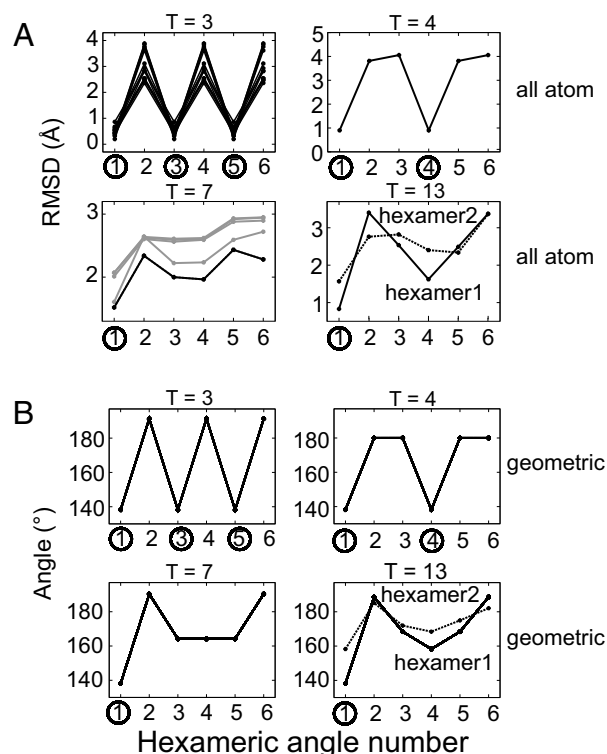 A
T = 3
T = 4
RMSD (Å)
4
3
2
1
0
1 2 3 4 5 6
5
4
3
2
1
0
1 2 3 4 5 6
all atom
T = 7
T = 13
3
2
1 2 3 4 5 6
3
2
1
hexamer2
hexamer1
1 2 3 4 5 6
all atom
B
T = 3
T = 4
Angle (°)
180
160
140
1 2 3 4 5 6
180
160
140
1 2 3 4 5 6
geometric
T = 7
T = 13
180
160
140
1 2 3 4 5 6
180
160
140
hexamer2
hexamer1
1 2 3 4 5 6
geometric
Hexameric angle number